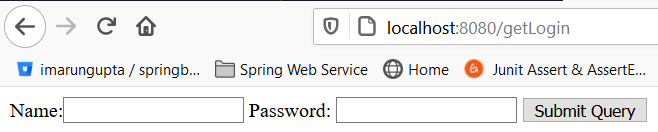 localhost:8080/getLogin
imarungupta / springb... Spring Web Service Home Junit Assert & AssertE...
Name: Password: Submit Query